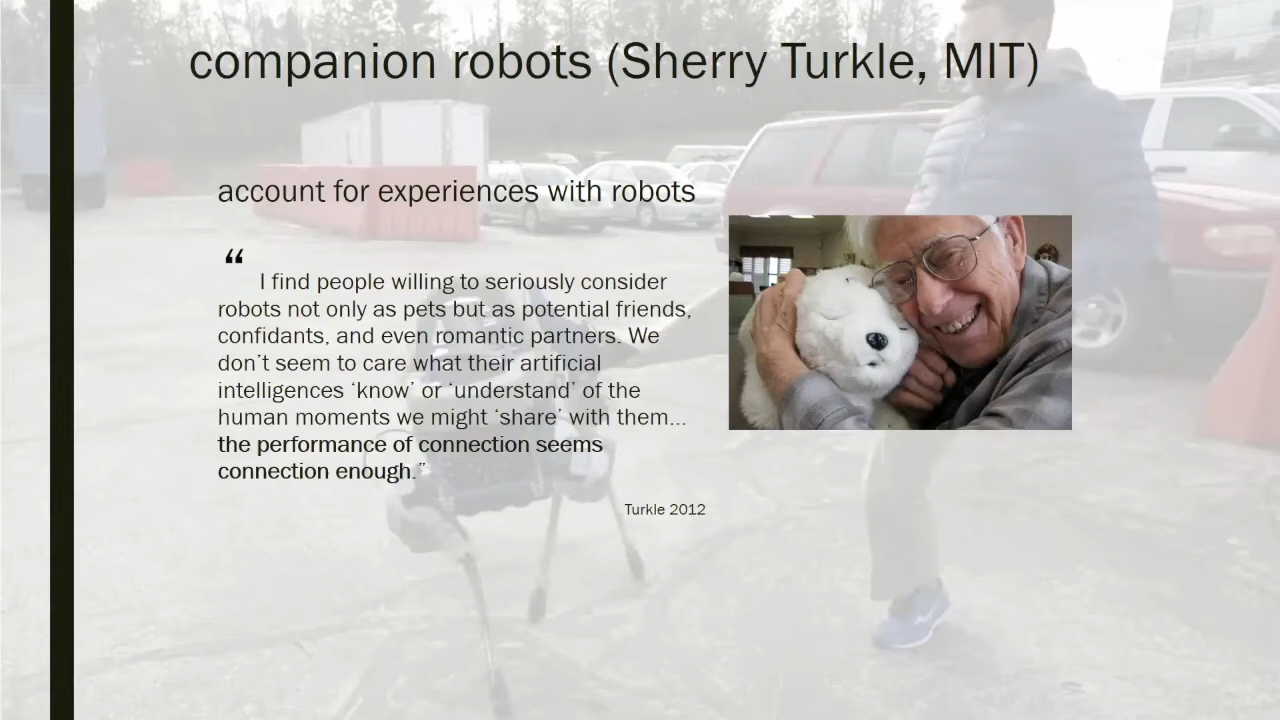 companion robots (Sherry Turkle, MIT)
account for experiences with robots
“
I find people willing to seriously consider
robots not only as pets but as potential friends,
confidants, and even romantic partners. We
don’t seem to care what their artificial
intelligences ‘know’ or ‘understand’ of the
human moments we might ‘share’ with them...
the performance of connection seems
connection enough.”
Turkle 2012